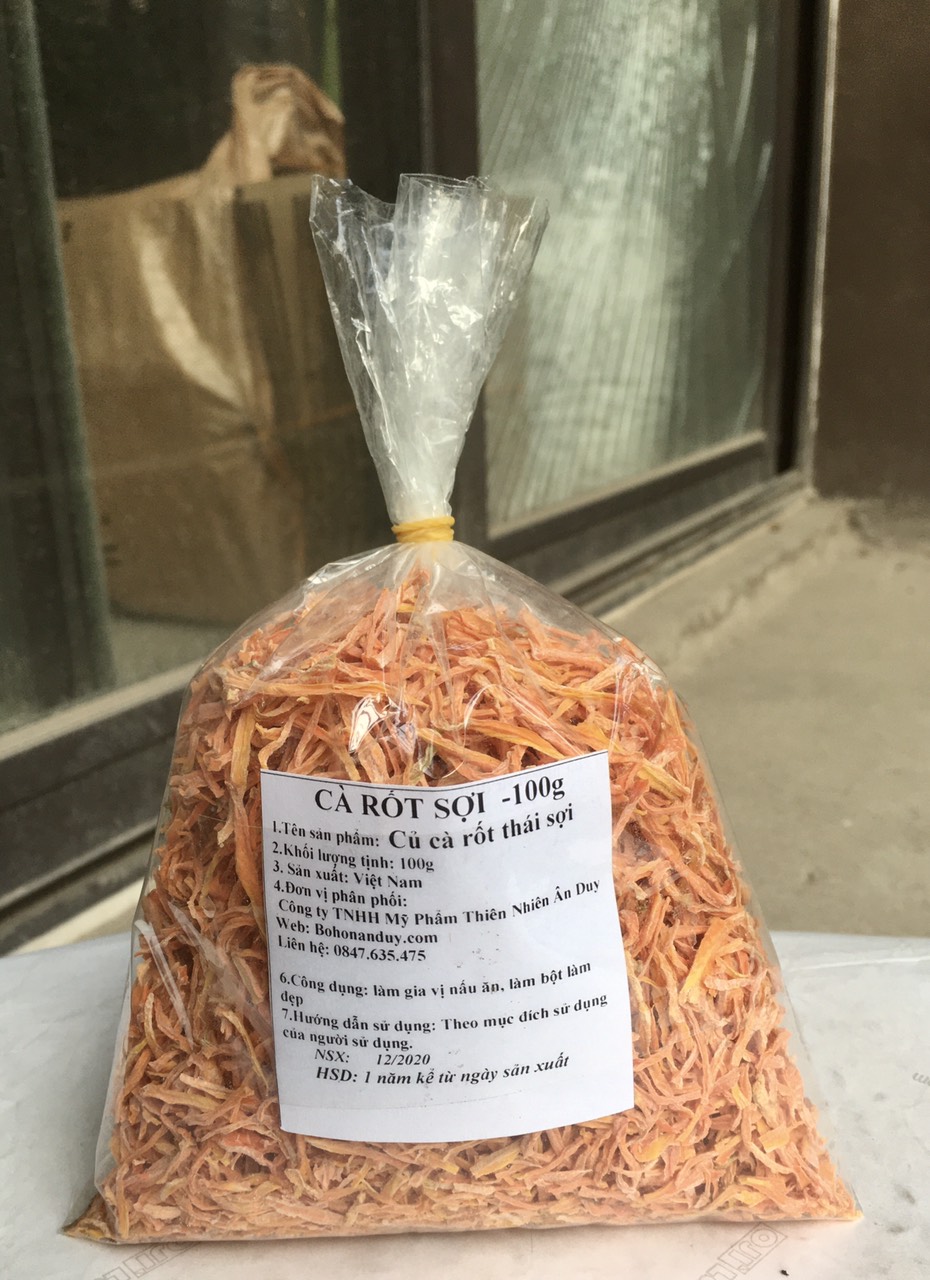 CÀ RỐT SỢI -100g
1.Tên sản phẩm: Củ cà rốt thái sợi
2.Khối lượng tịnh: 100g
3. Sản xuất: Việt Nam
4.Đơn vị phân phối:
Công ty TNHH Mỹ Phẩm Thiên Nhiên Ân Duy
Web: Bohonanduy.com
Liên hệ: 0847.635.475
6.Công dụng: làm gia vị nấu ăn, làm bột làm
đẹp
7.Hướng dẫn sử dụng: Theo mục đích sử dụng
của người sử dụng.
NSX: 12/2020
HSD: 1 năm kể từ ngày sản xuất